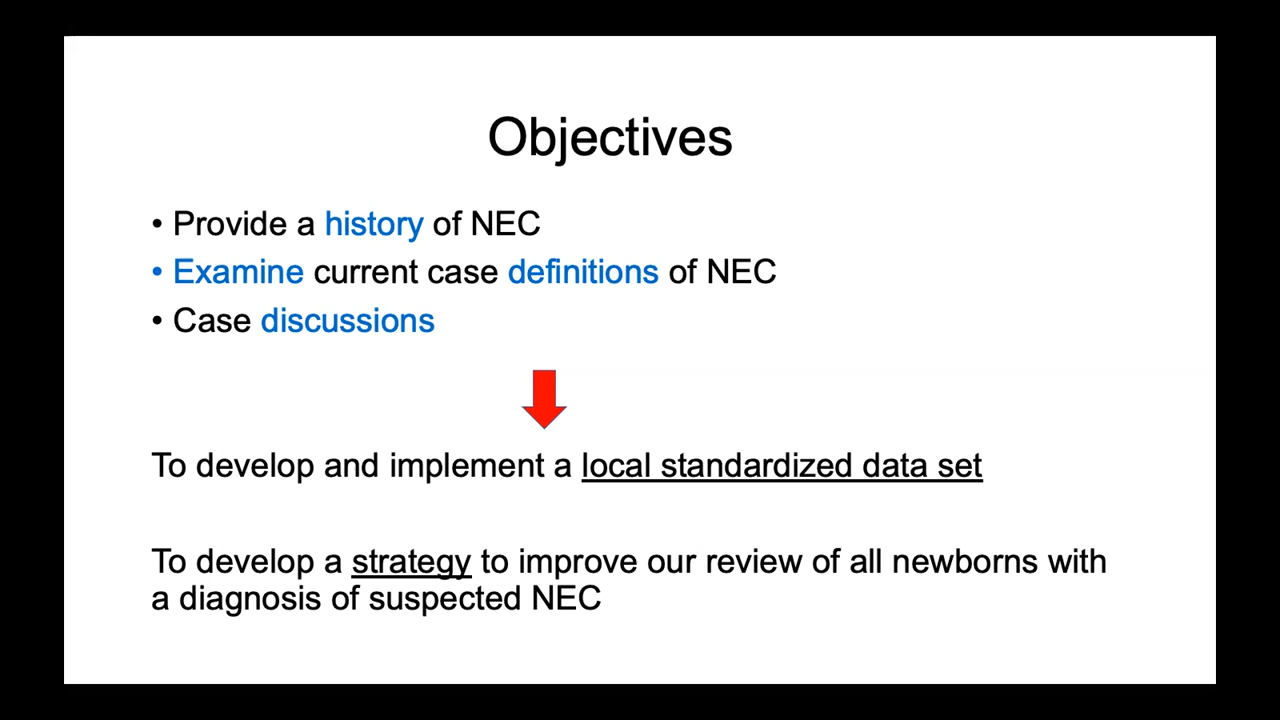 Objectives
• Provide a history of NEC
• Examine current case definitions of NEC
• Case discussions
To develop and implement a local standardized data set
To develop a strategy to improve our review of all newborns with
a diagnosis of suspected NEC